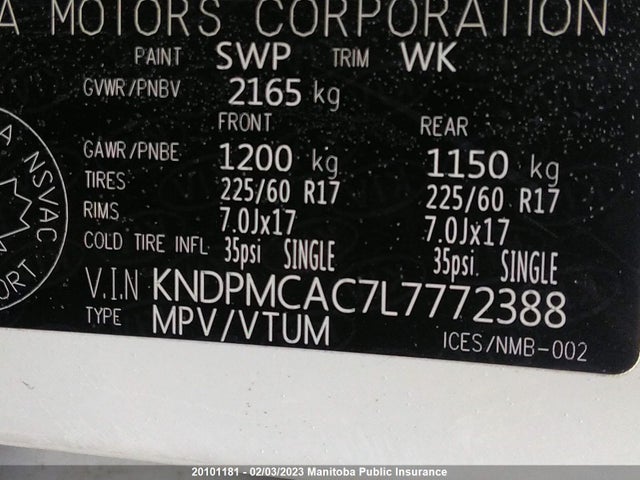 A MOTORS CORPORATION
PAINT SWP TRIM WK
GVWR/PNBV 2165 kg
FRONT REAR
GAWR/PNBE 1200 kg 1150 kg
TIRES 225/60 R17 225/60 R17
RIMS 7.0Jx17 7.0Jx17
COLD TIRE INFL 35psi SINGLE 35psi SINGLE
V.I.N KNDPMCAC7L7772388
TYPE MPV/VTUM ICES/NMB-002
A NSVAC
ORT
20101181 - 02/03/2023 Manitoba Public Insurance